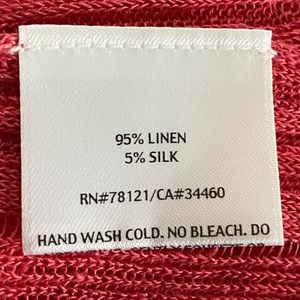 95% LINEN
5% SILK
RN#78121/CA#34460
HAND WASH COLD. NO BLEACH. DO